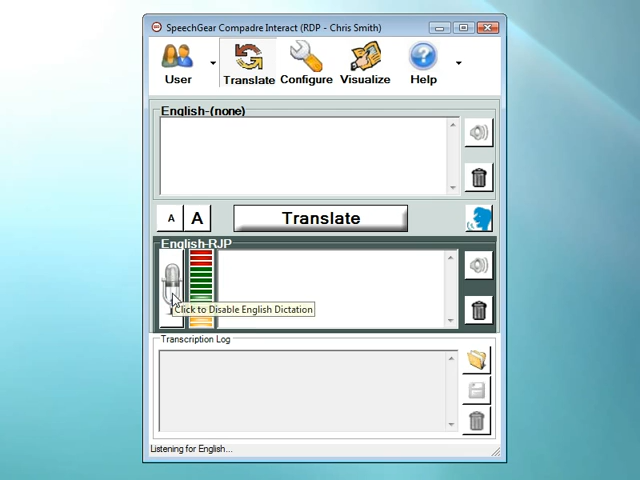 SpeechGear Compadre Interact (RDP - Chris Smith)
User Translate Configure Visualize Help
English-(none)
A A Translate
English-RJP
Click to Disable English Dictation
Transcription Log
Listening for English...